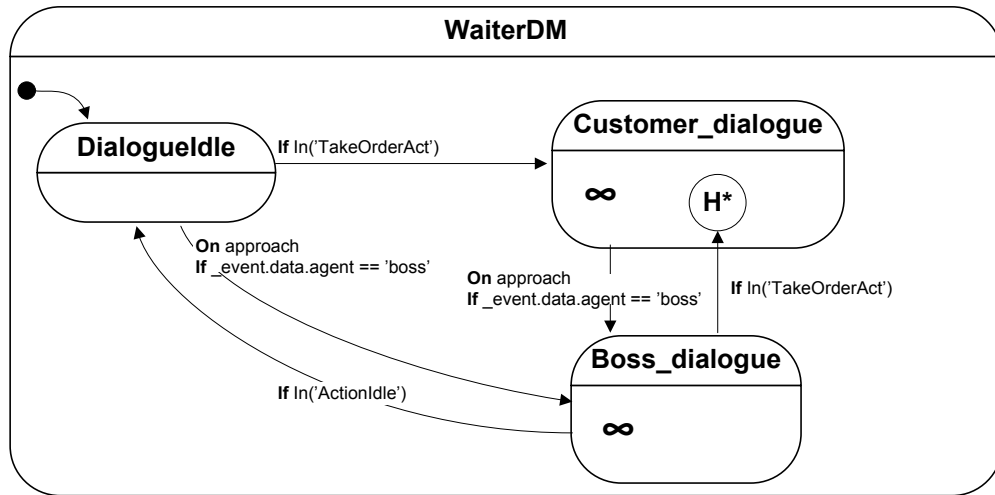 WaiterDM
DialogueIdle
If In('TakeOrderAct')
Customer_dialogue
∞
H*
On approach
If _event.data.agent == 'boss'
On approach
If _event.data.agent == 'boss'
If In('TakeOrderAct')
Boss_dialogue
If In('ActionIdle')
∞